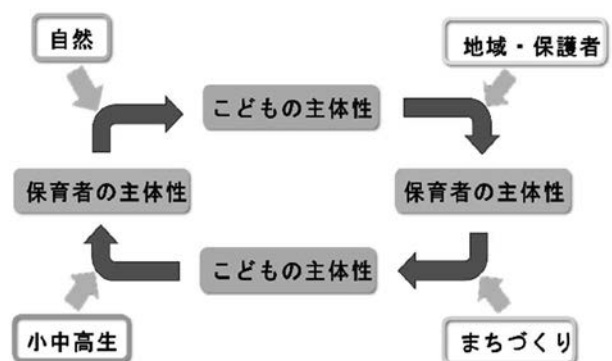 自然
地域・保護者
こどもの主体性
保育者の主体性
保育者の主体性
こどもの主体性
小中高生
まちづくり